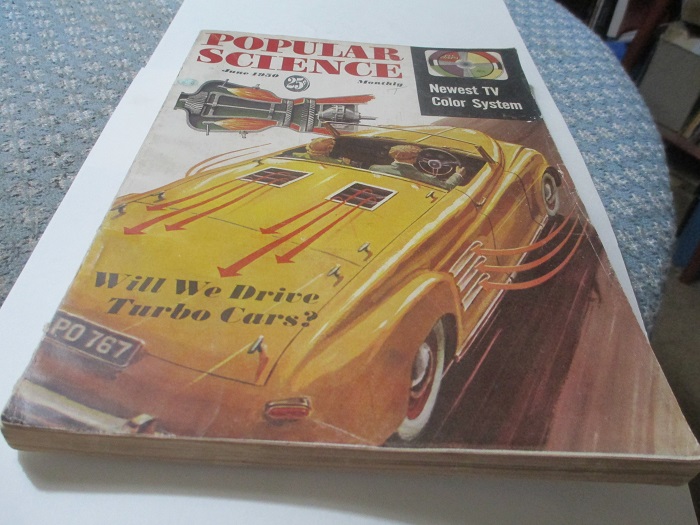 POPULAR
SCIENCE
June 1950 25¢ Monthly
Newest TV
Color System
Will We Drive
Turbo Cars?
PO 767